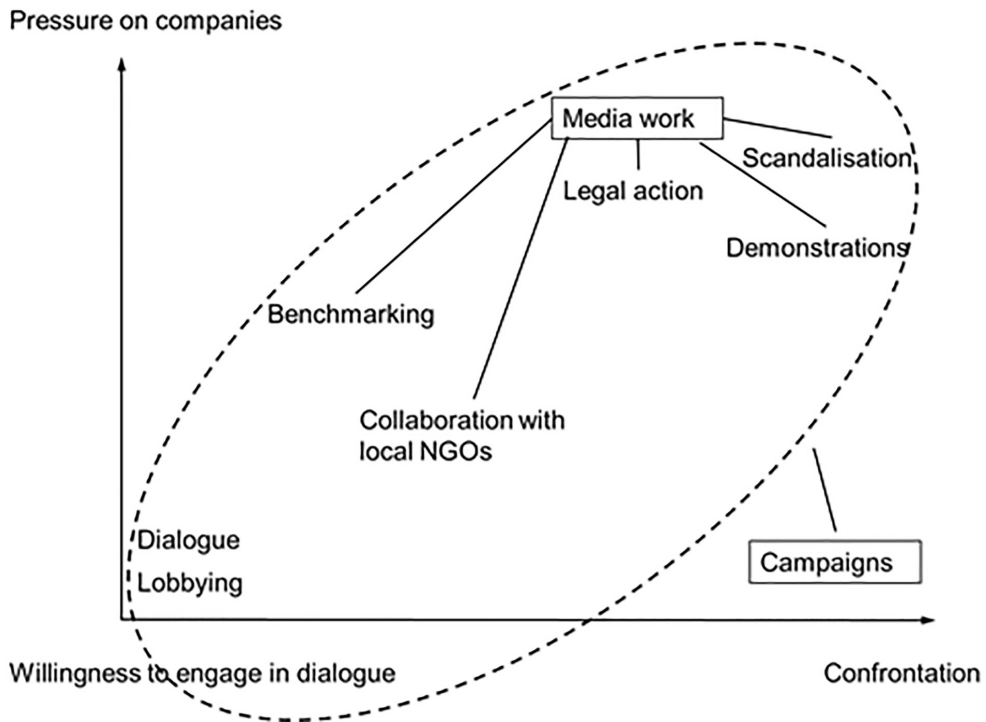 Pressure on companies
Media work
Scandalisation
Legal action
Demonstrations
Benchmarking
Collaboration with
local NGOs
Dialogue
Campaigns
Lobbying
Willingness to engage in dialogue
Confrontation